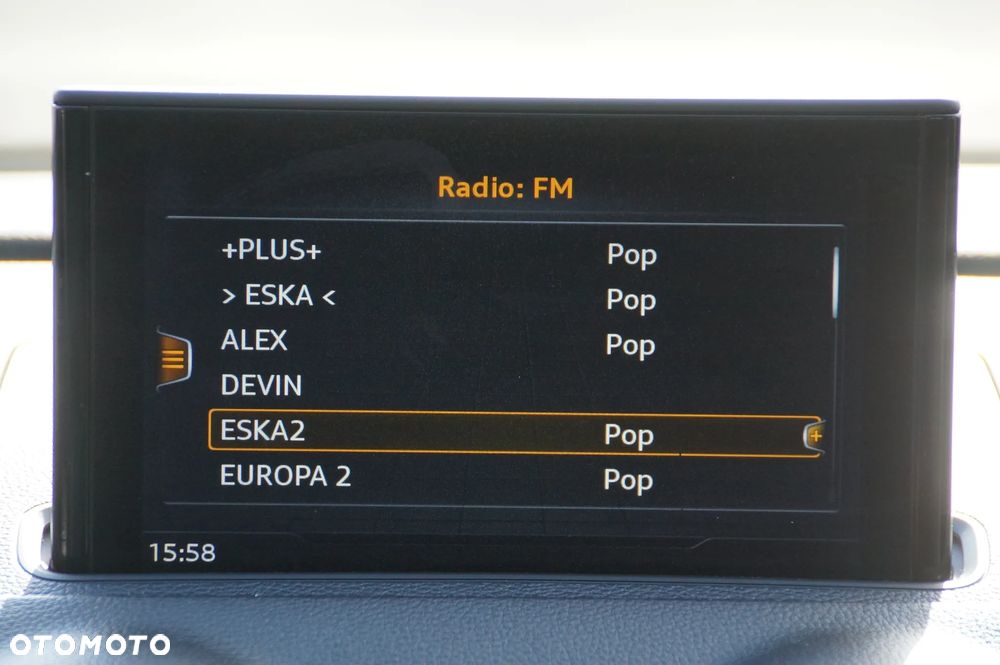 Radio: FM
+PLUS+ Pop
> ESKA < Pop
ALEX Pop
DEVIN
ESKA2 Pop +
EUROPA 2 Pop
15:58
OTOMOTO